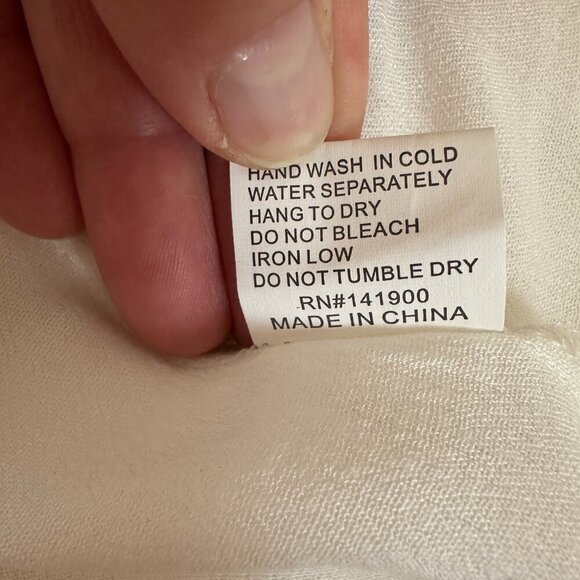 HAND WASH IN COLD
WATER SEPARATELY
HANG TO DRY
DO NOT BLEACH
IRON LOW
DO NOT TUMBLE DRY
RN#141900
MADE IN CHINA